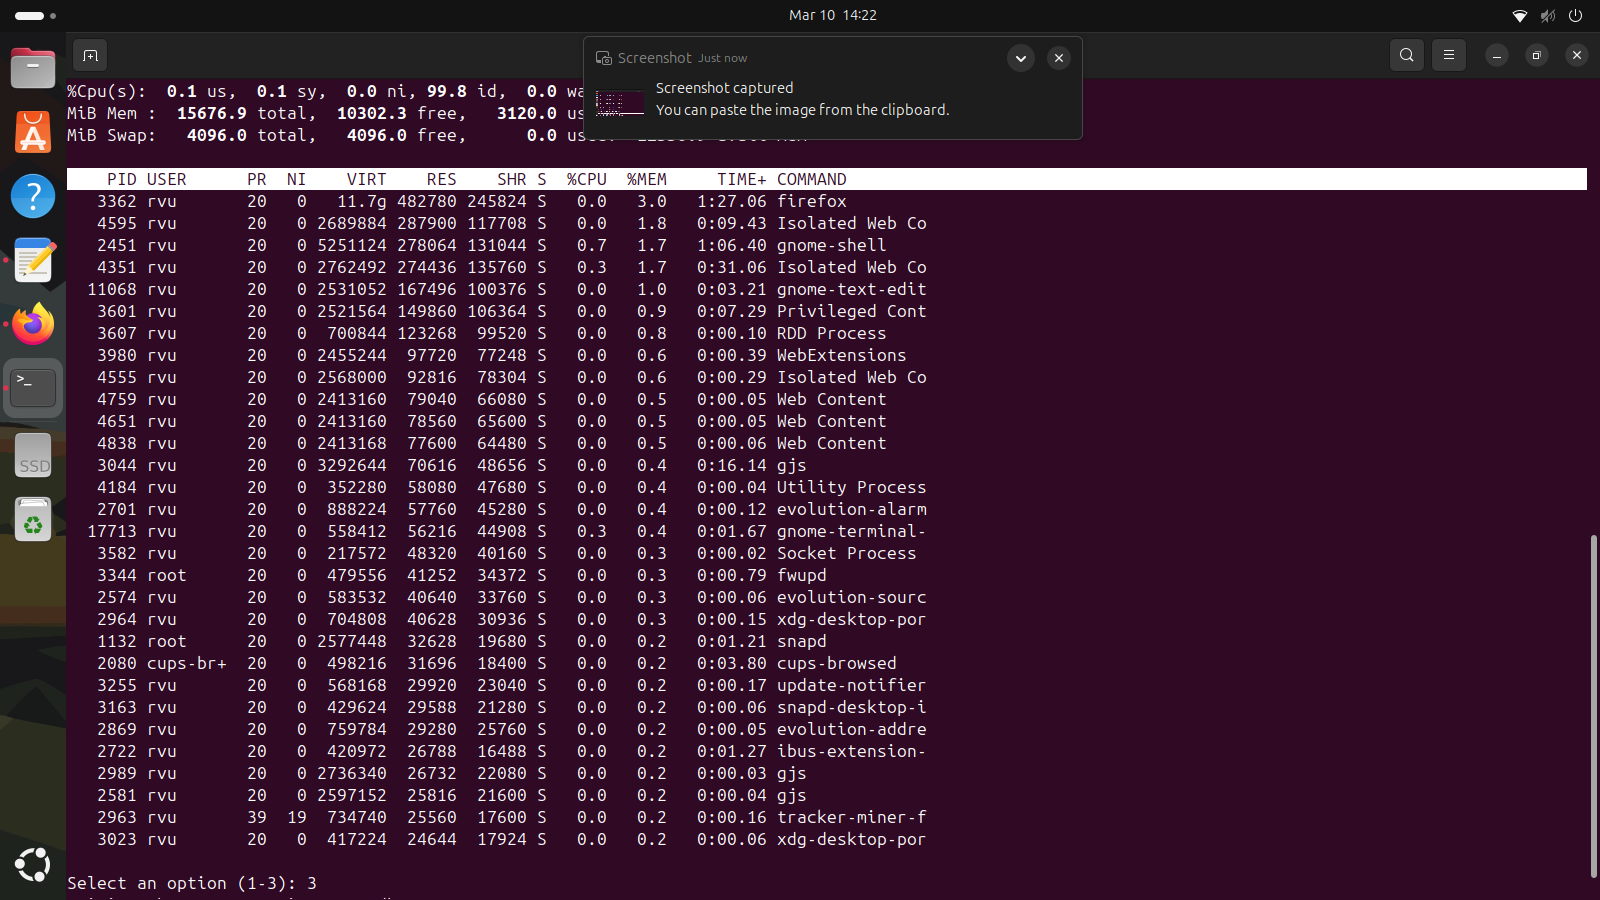 Mar 10 14:22
Screenshot Just now
Screenshot captured
You can paste the image from the clipboard.
%Cpu(s):  0.1 us,  0.1 sy,  0.0 ni, 99.8 id,  0.0 wa
MiB Mem :  15676.9 total,  10302.3 free,   3120.0 us
MiB Swap:   4096.0 total,   4096.0 free,      0.0
PID USER PR NI VIRT RES SHR S %CPU %MEM TIME+ COMMAND
3362 rvu 20 0 11.7g 482780 245824 S 0.0 3.0 1:27.06 firefox
4595 rvu 20 0 2689884 287900 117708 S 0.0 1.8 0:09.43 Isolated Web Co
2451 rvu 20 0 5251124 278064 131044 S 0.7 1.7 1:06.40 gnome-shell
4351 rvu 20 0 2762492 274436 135760 S 0.3 1.7 0:31.06 Isolated Web Co
11068 rvu 20 0 2531052 167496 100376 S 0.0 1.0 0:03.21 gnome-text-edit
3601 rvu 20 0 2521564 149860 106364 S 0.0 0.9 0:07.29 Privileged Cont
3607 rvu 20 0 700844 123268 99520 S 0.0 0.8 0:00.10 RDD Process
3980 rvu 20 0 2455244 97720 77248 S 0.0 0.6 0:00.39 WebExtensions
4555 rvu 20 0 2568000 92816 78304 S 0.0 0.6 0:00.29 Isolated Web Co
4759 rvu 20 0 2413160 79040 66080 S 0.0 0.5 0:00.05 Web Content
4651 rvu 20 0 2413160 78560 65600 S 0.0 0.5 0:00.05 Web Content
4838 rvu 20 0 2413168 77600 64480 S 0.0 0.5 0:00.06 Web Content
3044 rvu 20 0 3292644 70616 48656 S 0.0 0.4 0:16.14 gjs
4184 rvu 20 0 352280 58080 47680 S 0.0 0.4 0:00.04 Utility Process
2701 rvu 20 0 888224 57760 45280 S 0.0 0.4 0:00.12 evolution-alarm
17713 rvu 20 0 558412 56216 44908 S 0.3 0.4 0:01.67 gnome-terminal-
3582 rvu 20 0 217572 48320 40160 S 0.0 0.3 0:00.02 Socket Process
3344 root 20 0 479556 41252 34372 S 0.0 0.3 0:00.79 fwupd
2574 rvu 20 0 583532 40640 33760 S 0.0 0.3 0:00.06 evolution-sourc
2964 rvu 20 0 704808 40628 30936 S 0.0 0.3 0:00.15 xdg-desktop-por
1132 root 20 0 2577448 32628 19680 S 0.0 0.2 0:01.21 snapd
2080 cups-br+ 20 0 498216 31696 18400 S 0.0 0.2 0:03.80 cups-browsed
3255 rvu 20 0 568168 29920 23040 S 0.0 0.2 0:00.17 update-notifier
3163 rvu 20 0 429624 29588 21280 S 0.0 0.2 0:00.06 snapd-desktop-i
2869 rvu 20 0 759784 29280 25760 S 0.0 0.2 0:00.05 evolution-addre
2722 rvu 20 0 420972 26788 16488 S 0.0 0.2 0:01.27 ibus-extension-
2989 rvu 20 0 2736340 26732 22080 S 0.0 0.2 0:00.03 gjs
2581 rvu 20 0 2597152 25816 21600 S 0.0 0.2 0:00.04 gjs
2963 rvu 39 19 734740 25560 17600 S 0.0 0.2 0:00.16 tracker-miner-f
3023 rvu 20 0 417224 24644 17924 S 0.0 0.2 0:00.06 xdg-desktop-por
Select an option (1-3): 3
SSD